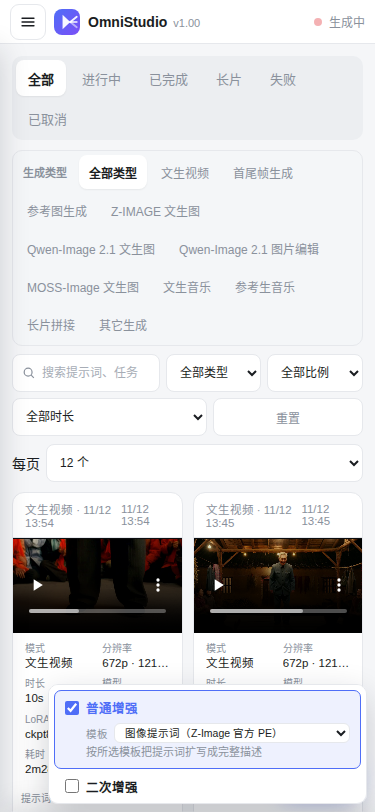 OmniStudio v1.00 生成中
全部 进行中 已完成 长片 失败
已取消
生成类型 全部类型 文生视频 首尾帧生成
参考图生成 Z-IMAGE 文生图
Qwen-Image 2.1 文生图 Qwen-Image 2.1 图片编辑
MOSS-Image 文生图 文生音乐 参考生音乐
长片拼接 其它生成
搜索提示词、任务 全部类型 全部比例
全部时长 重置
每页 12 个
文生视频 · 11/12 13:54 11/12 13:54
文生视频 · 11/12 13:45 11/12 13:45
模式 分辨率 模式 分辨率
文生视频 672p · 121… 文生视频 672p · 121…
时长 时长
10s
LoRA
耗时
提示词
普通增强
模板 图像提示词（Z-Image 官方 PE）
按所选模板把提示词扩写成完整描述
二次增强